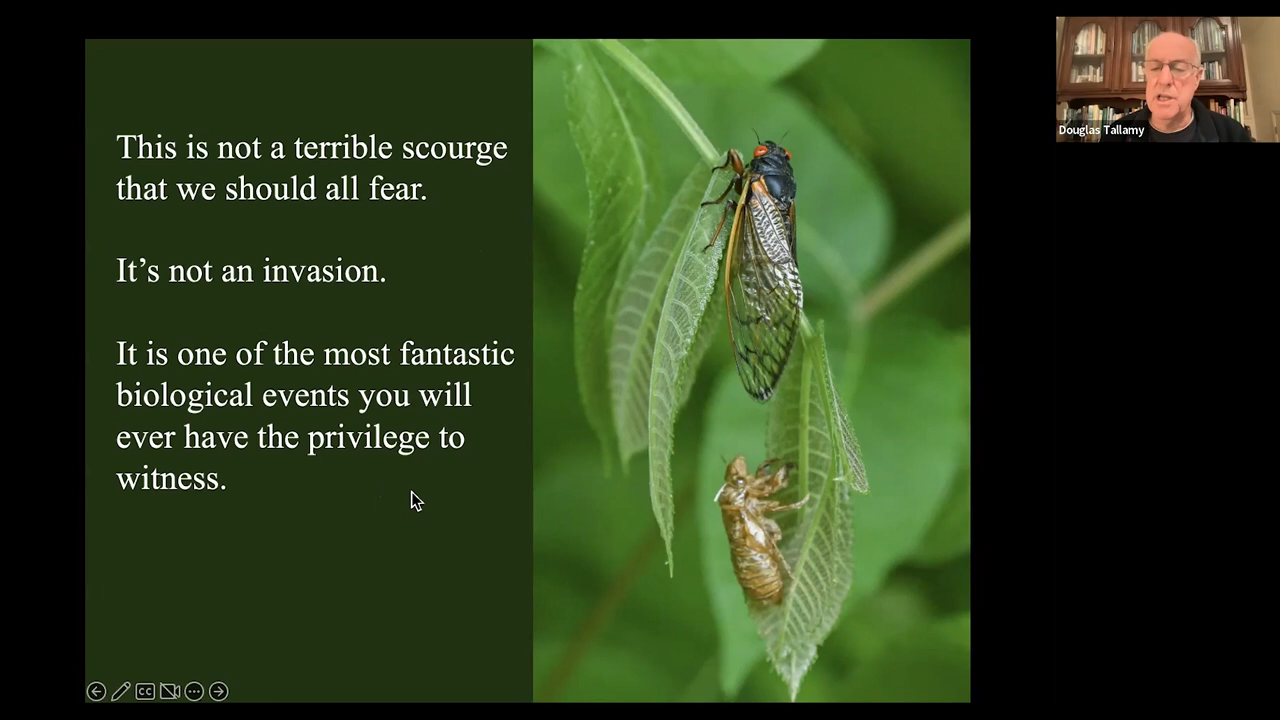 This is not a terrible scourge
that we should all fear.
It’s not an invasion.
It is one of the most fantastic
biological events you will
ever have the privilege to
witness.
Douglas Tallamy
CC